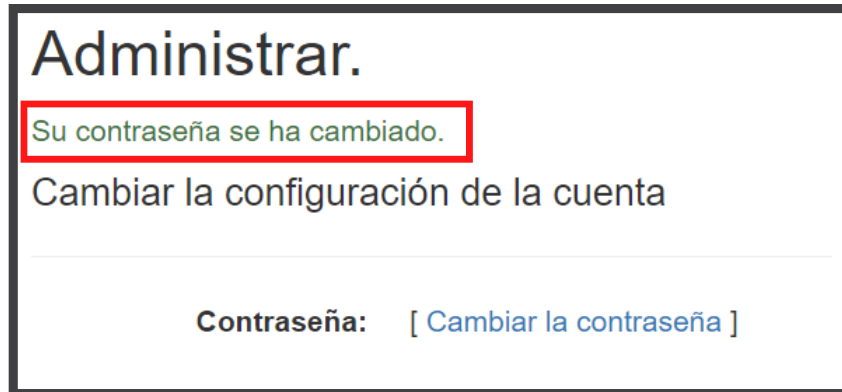 Administrar.
Su contraseña se ha cambiado.
Cambiar la configuración de la cuenta
Contraseña: [ Cambiar la contraseña ]